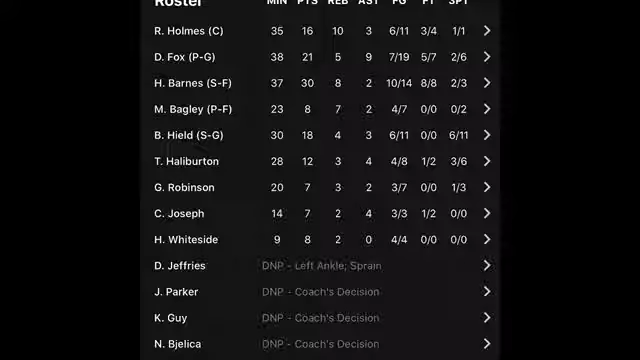 Roster MIN PTS REB AST FG FT 3PT
R. Holmes (C) 35 16 10 3 6/11 3/4 1/1
D. Fox (P-G) 38 21 5 9 7/19 5/7 2/6
H. Barnes (S-F) 37 30 8 2 10/14 8/8 2/3
M. Bagley (P-F) 23 8 7 2 4/7 0/0 0/2
B. Hield (S-G) 30 18 4 3 6/11 0/0 6/11
T. Haliburton 28 12 3 4 4/8 1/2 3/6
G. Robinson 20 7 3 2 3/7 0/0 1/3
C. Joseph 14 7 2 4 3/3 1/2 0/0
H. Whiteside 9 8 2 0 4/4 0/0 0/0
D. Jeffries DNP - Left Ankle; Sprain
J. Parker DNP - Coach's Decision
K. Guy DNP - Coach's Decision
N. Bjelica DNP - Coach's Decision